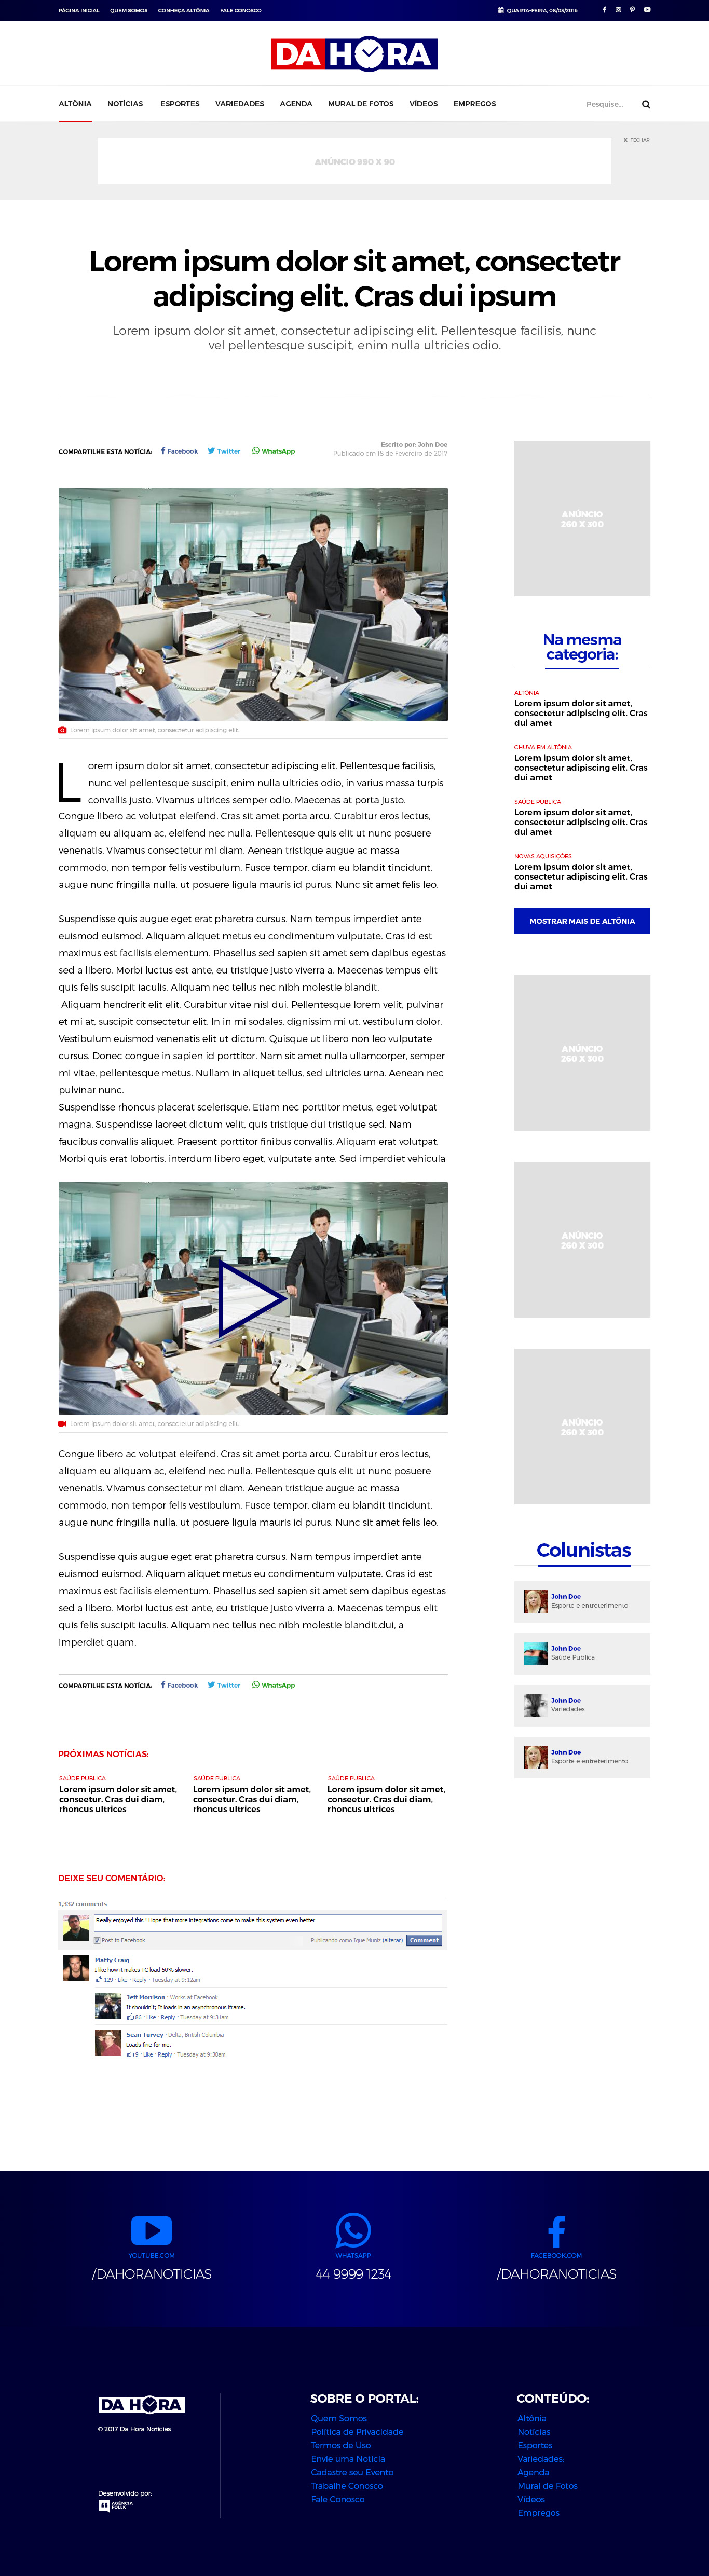 PÁGINA INICIAL QUEM SOMOS CONHEÇA ALTÔNIA FALE CONOSCO QUARTA-FEIRA, 08/03/2016
DA HORA
ALTÔNIA NOTÍCIAS ESPORTES VARIEDADES AGENDA MURAL DE FOTOS VÍDEOS EMPREGOS Pesquise...
X FECHAR
ANÚNCIO 990 X 90
Lorem ipsum dolor sit amet, consectetr
adipiscing elit. Cras dui ipsum
Lorem ipsum dolor sit amet, consectetur adipiscing elit. Pellentesque facilisis, nunc
vel pellentesque suscipit, enim nulla ultricies odio.
COMPARTILHE ESTA NOTÍCIA: Facebook Twitter WhatsApp
Escrito por: John Doe
Publicado em 18 de Fevereiro de 2017
Lorem ipsum dolor sit amet, consectetur adipiscing elit.
Lorem ipsum dolor sit amet, consectetur adipiscing elit. Pellentesque facilisis,
nunc vel pellentesque suscipit, enim nulla ultricies odio, in varius massa turpis
convallis justo. Vivamus ultrices semper odio. Maecenas at porta justo.
Congue libero ac volutpat eleifend. Cras sit amet porta arcu. Curabitur eros lectus,
aliquam eu aliquam ac, eleifend nec nulla. Pellentesque quis elit ut nunc posuere
venenatis. Vivamus consectetur mi diam. Aenean tristique augue ac massa
commodo, non tempor felis vestibulum. Fusce tempor, diam eu blandit tincidunt,
augue nunc fringilla nulla, ut posuere ligula mauris id purus. Nunc sit amet felis leo.
Suspendisse quis augue eget erat pharetra cursus. Nam tempus imperdiet ante
euismod euismod. Aliquam aliquet metus eu condimentum vulputate. Cras id est
maximus est facilisis elementum. Phasellus sed sapien sit amet sem dapibus egestas
sed a libero. Morbi luctus est ante, eu tristique justo viverra a. Maecenas tempus elit
quis felis suscipit iaculis. Aliquam nec tellus nec nibh molestie blandit.
Aliquam hendrerit elit elit. Curabitur vitae nisl dui. Pellentesque lorem velit, pulvinar
et mi at, suscipit consectetur elit. In in mi sodales, dignissim mi ut, vestibulum dolor.
Vestibulum euismod venenatis elit ut dictum. Quisque ut libero non leo vulputate
cursus. Donec congue in sapien id porttitor. Nam sit amet nulla ullamcorper, semper
mi vitae, pellentesque metus. Nullam in aliquet tellus, sed ultricies urna. Aenean nec
pulvinar nunc.
Suspendisse rhoncus placerat scelerisque. Etiam nec porttitor metus, eget volutpat
magna. Suspendisse laoreet dictum velit, quis tristique dui tristique sed. Nam
faucibus convallis aliquet. Praesent porttitor finibus convallis. Aliquam erat volutpat.
Morbi quis erat lobortis, interdum libero eget, vulputate ante. Sed imperdiet vehicula
Lorem ipsum dolor sit amet, consectetur adipiscing elit.
Congue libero ac volutpat eleifend. Cras sit amet porta arcu. Curabitur eros lectus,
aliquam eu aliquam ac, eleifend nec nulla. Pellentesque quis elit ut nunc posuere
venenatis. Vivamus consectetur mi diam. Aenean tristique augue ac massa
commodo, non tempor felis vestibulum. Fusce tempor, diam eu blandit tincidunt,
augue nunc fringilla nulla, ut posuere ligula mauris id purus. Nunc sit amet felis leo.
Suspendisse quis augue eget erat pharetra cursus. Nam tempus imperdiet ante
euismod euismod. Aliquam aliquet metus eu condimentum vulputate. Cras id est
maximus est facilisis elementum. Phasellus sed sapien sit amet sem dapibus egestas
sed a libero. Morbi luctus est ante, eu tristique justo viverra a. Maecenas tempus elit
quis felis suscipit iaculis. Aliquam nec tellus nec nibh molestie blandit.dui, a
imperdiet quam.
COMPARTILHE ESTA NOTÍCIA: Facebook Twitter WhatsApp
PRÓXIMAS NOTÍCIAS:
SAÚDE PUBLICA
Lorem ipsum dolor sit amet,
conseetur. Cras dui diam,
rhoncus ultrices
SAÚDE PUBLICA
Lorem ipsum dolor sit amet,
conseetur. Cras dui diam,
rhoncus ultrices
SAÚDE PUBLICA
Lorem ipsum dolor sit amet,
conseetur. Cras dui diam,
rhoncus ultrices
DEIXE SEU COMENTÁRIO:
1,332 comments
Really enjoyed this ! Hope that more integrations come to make this system even better
Post to Facebook Publicando como Ique Muniz (alterar) Comment
Matty Craig
I like how it makes TC load 50% slower.
129 · Like · Reply · Tuesday at 9:12am
Jeff Morrison · Works at Facebook
It shouldn't; It loads in an asynchronous iframe.
86 · Like · Reply · Tuesday at 9:31am
Sean Turvey · Delta, British Columbia
Loads fine for me.
9 · Like · Reply · Tuesday at 9:38am
ANÚNCIO
260 X 300
Na mesma
categoria:
ALTÔNIA
Lorem ipsum dolor sit amet,
consectetur adipiscing elit. Cras
dui amet
CHUVA EM ALTÔNIA
Lorem ipsum dolor sit amet,
consectetur adipiscing elit. Cras
dui amet
SAÚDE PUBLICA
Lorem ipsum dolor sit amet,
consectetur adipiscing elit. Cras
dui amet
NOVAS AQUISIÇÕES
Lorem ipsum dolor sit amet,
consectetur adipiscing elit. Cras
dui amet
MOSTRAR MAIS DE ALTÔNIA
ANÚNCIO
260 X 300
ANÚNCIO
260 X 300
ANÚNCIO
260 X 300
Colunistas
John Doe
Esporte e entreterimento
John Doe
Saúde Publica
John Doe
Variedades
John Doe
Esporte e entreterimento
YOUTUBE.COM
/DAHORANOTICIAS
WHATSAPP
44 9999 1234
FACEBOOK.COM
/DAHORANOTICIAS
DA HORA
© 2017 Da Hora Notícias
Desenvolvido por:
AGÊNCIA
FOLLK
SOBRE O PORTAL:
Quem Somos
Política de Privacidade
Termos de Uso
Envie uma Notícia
Cadastre seu Evento
Trabalhe Conosco
Fale Conosco
CONTEÚDO:
Altônia
Notícias
Esportes
Variedades;
Agenda
Mural de Fotos
Vídeos
Empregos